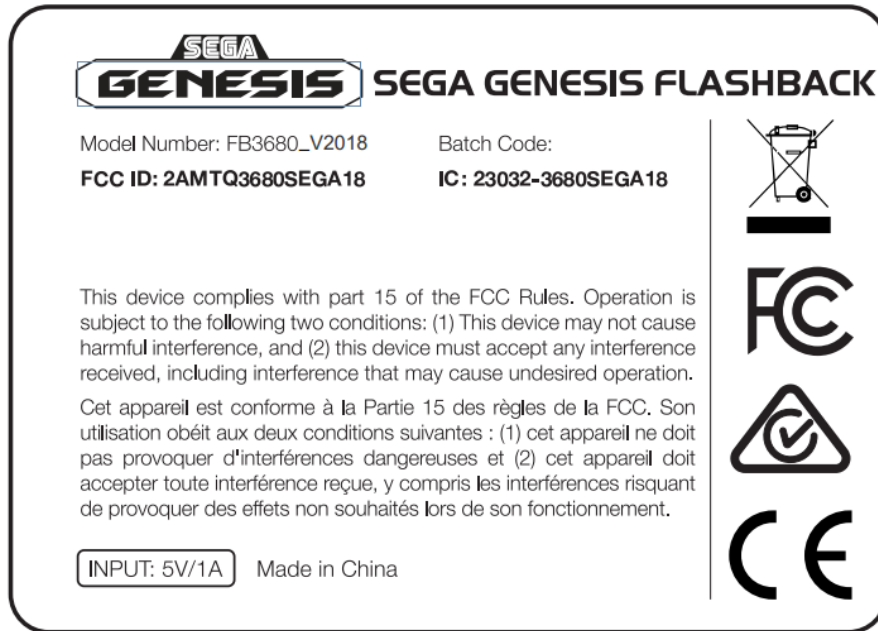 SEGA
GENESIS SEGA GENESIS FLASHBACK
Model Number: FB3680_V2018 Batch Code:
FCC ID: 2AMTQ3680SEGA18 IC: 23032-3680SEGA18
This device complies with part 15 of the FCC Rules. Operation is
subject to the following two conditions: (1) This device may not cause
harmful interference, and (2) this device must accept any interference
received, including interference that may cause undesired operation.
Cet appareil est conforme à la Partie 15 des règles de la FCC. Son
utilisation obéit aux deux conditions suivantes : (1) cet appareil ne doit
pas provoquer d'interférences dangereuses et (2) cet appareil doit
accepter toute interférence reçue, y compris les interférences risquant
de provoquer des effets non souhaités lors de son fonctionnement.
INPUT: 5V/1A Made in China
FC
CE